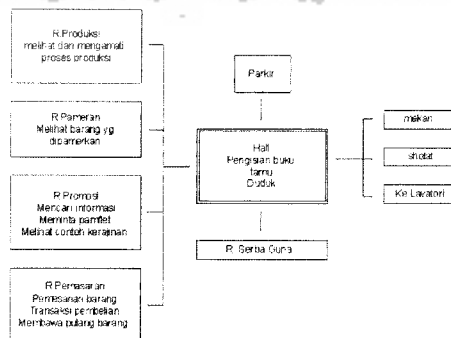 R.Produksi
melihat dan mengamati
proses produksi
R.Pameran
Melihat barang yg
dipamerkan
R.Promosi
Mencari informasi
Meminta pamflet
Melihat contoh kerajinan
R.Pemasaran
Pemesanan barang
Transaksi pembelian
Membawa pulang barang
Parkir
Hall
Pengisian buku
tamu
Duduk
R. Serba Guna
makan
sholat
Ke Lavatori